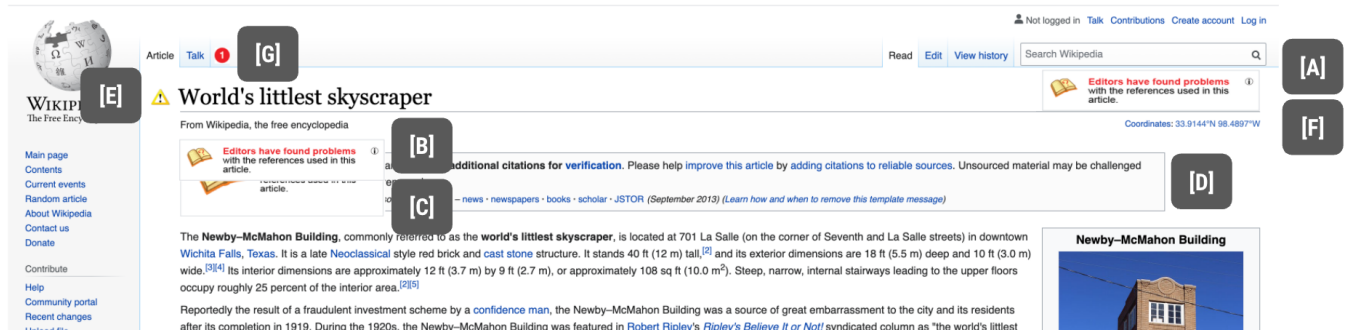 Not logged in Talk Contributions Create account Log in
Article Talk 1 [G] Read Edit View history Search Wikipedia [A]
Editors have found problems
with the references used in this
article.
[E] World's littlest skyscraper
WIKIP
The Free Ency
From Wikipedia, the free encyclopedia
Coordinates: 33.9144°N 98.4897°W [F]
[B]
Editors have found problems
with the references used in this
article.
references used in this
article.
additional citations for verification. Please help improve this article by adding citations to reliable sources. Unsourced material may be challenged
[D]
[C]
– news · newspapers · books · scholar · JSTOR (September 2013) (Learn how and when to remove this template message)
Main page
Contents
Current events
Random article
About Wikipedia
Contact us
Donate
Contribute
Help
Community portal
Recent changes
Upload file
The Newby–McMahon Building, commonly referred to as the world's littlest skyscraper, is located at 701 La Salle (on the corner of Seventh and La Salle streets) in downtown
Wichita Falls, Texas. It is a late Neoclassical style red brick and cast stone structure. It stands 40 ft (12 m) tall,[2] and its exterior dimensions are 18 ft (5.5 m) deep and 10 ft (3.0 m)
wide.[3][4] Its interior dimensions are approximately 12 ft (3.7 m) by 9 ft (2.7 m), or approximately 108 sq ft (10.0 m2). Steep, narrow, internal stairways leading to the upper floors
occupy roughly 25 percent of the interior area.[2][5]
Reportedly the result of a fraudulent investment scheme by a confidence man, the Newby–McMahon Building was a source of great embarrassment to the city and its residents
after its completion in 1919. During the 1920s, the Newby–McMahon Building was featured in Robert Ripley's Ripley's Believe It or Not! syndicated column as "the world's littlest
Newby–McMahon Building